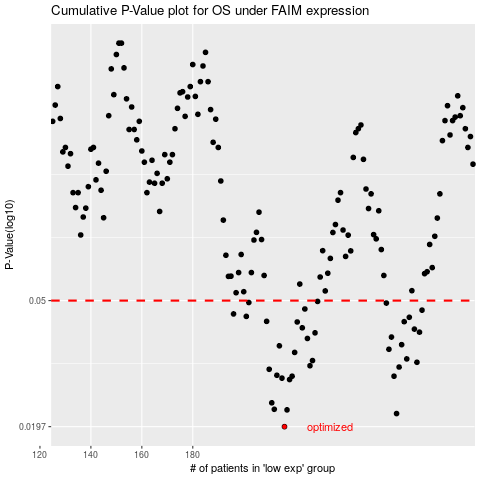 Cumulative P-Value plot for OS under FAIM expression
P-Value(log10)
0.05
0.0197
optimized
120 140 160 180
# of patients in 'low exp' group